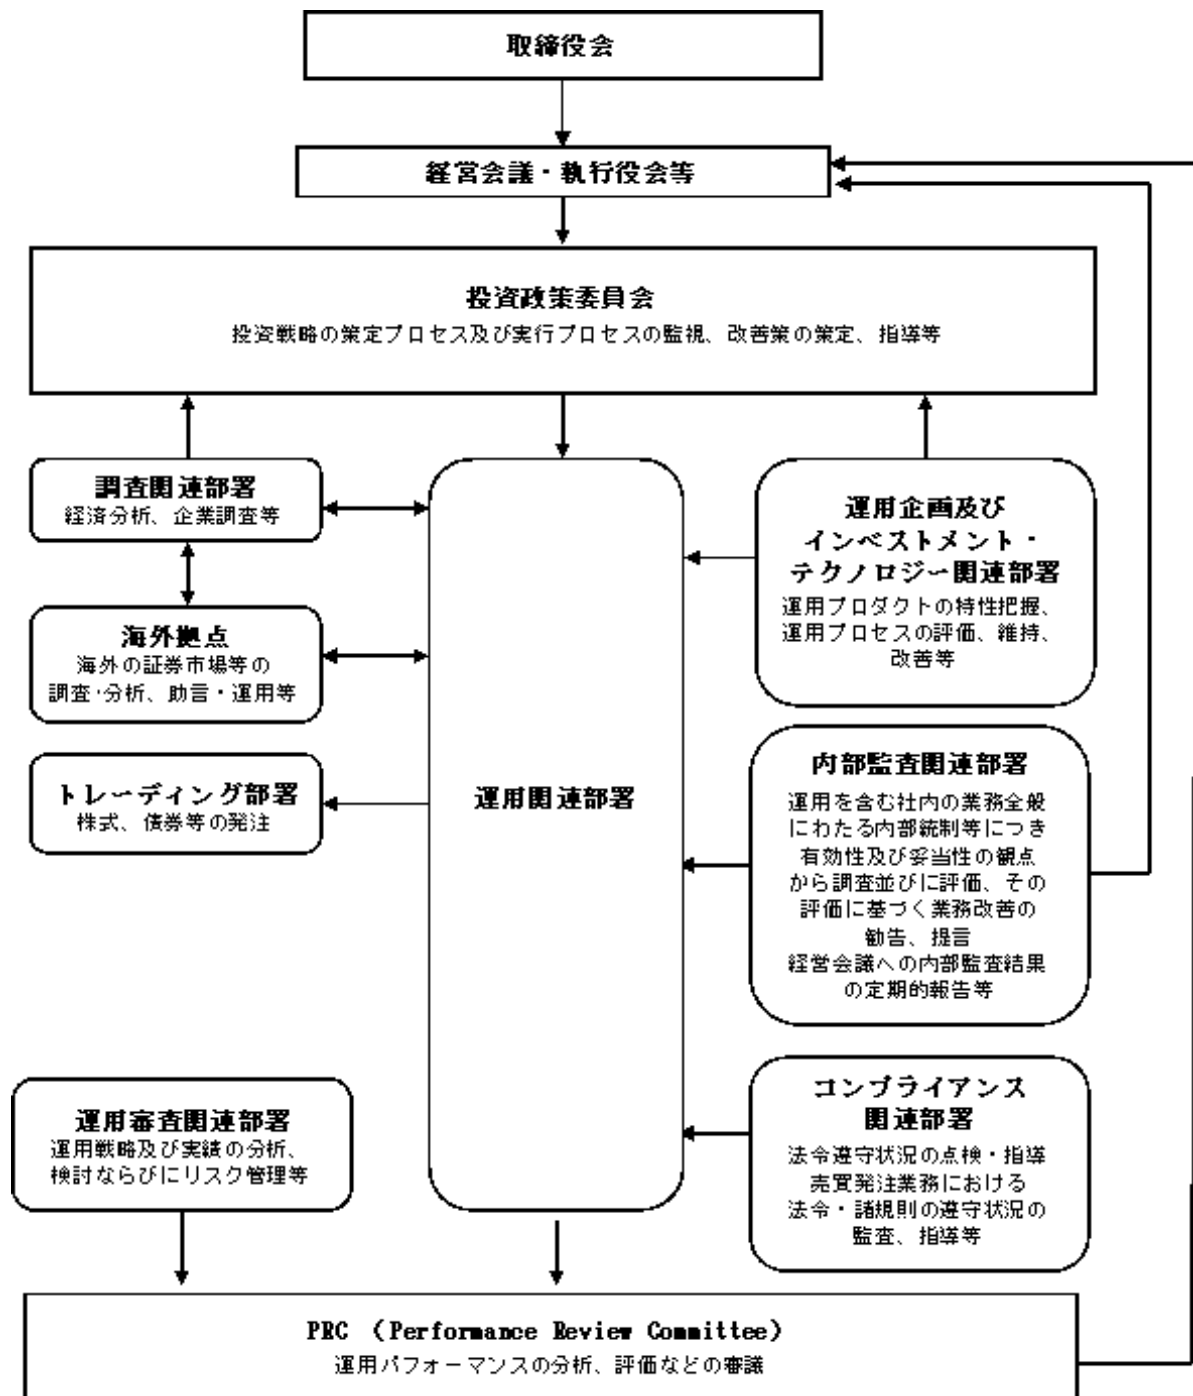 取締役会
経営会議・執行役会等
投資政策委員会
投資戦略の策定プロセス及び実行プロセスの監視、改善策の策定、指導等
調査関連部署
経済分析、企業調査等
海外拠点
海外の証券市場等の
調査・分析、助言・運用等
トレーディング部署
株式、債券等の発注
運用関連部署
運用企画及び
インベストメント・
テクノロジー関連部署
運用プロダクトの特性把握、
運用プロセスの評価、維持、
改善等
内部監査関連部署
運用を含む社内の業務全般
にわたる内部統制等につき
有効性及び妥当性の観点
から調査並びに評価、その
評価に基づく業務改善の
勧告、提言
経営会議への内部監査結果
の定期的報告等
コンプライアンス
関連部署
法令遵守状況の点検・指導
売買発注業務における
法令・諸規則の遵守状況の
監査、指導等
運用審査関連部署
運用戦略及び実績の分析、
検討ならびにリスク管理等
PRC （Performance Review Committee）
運用パフォーマンスの分析、評価などの審議